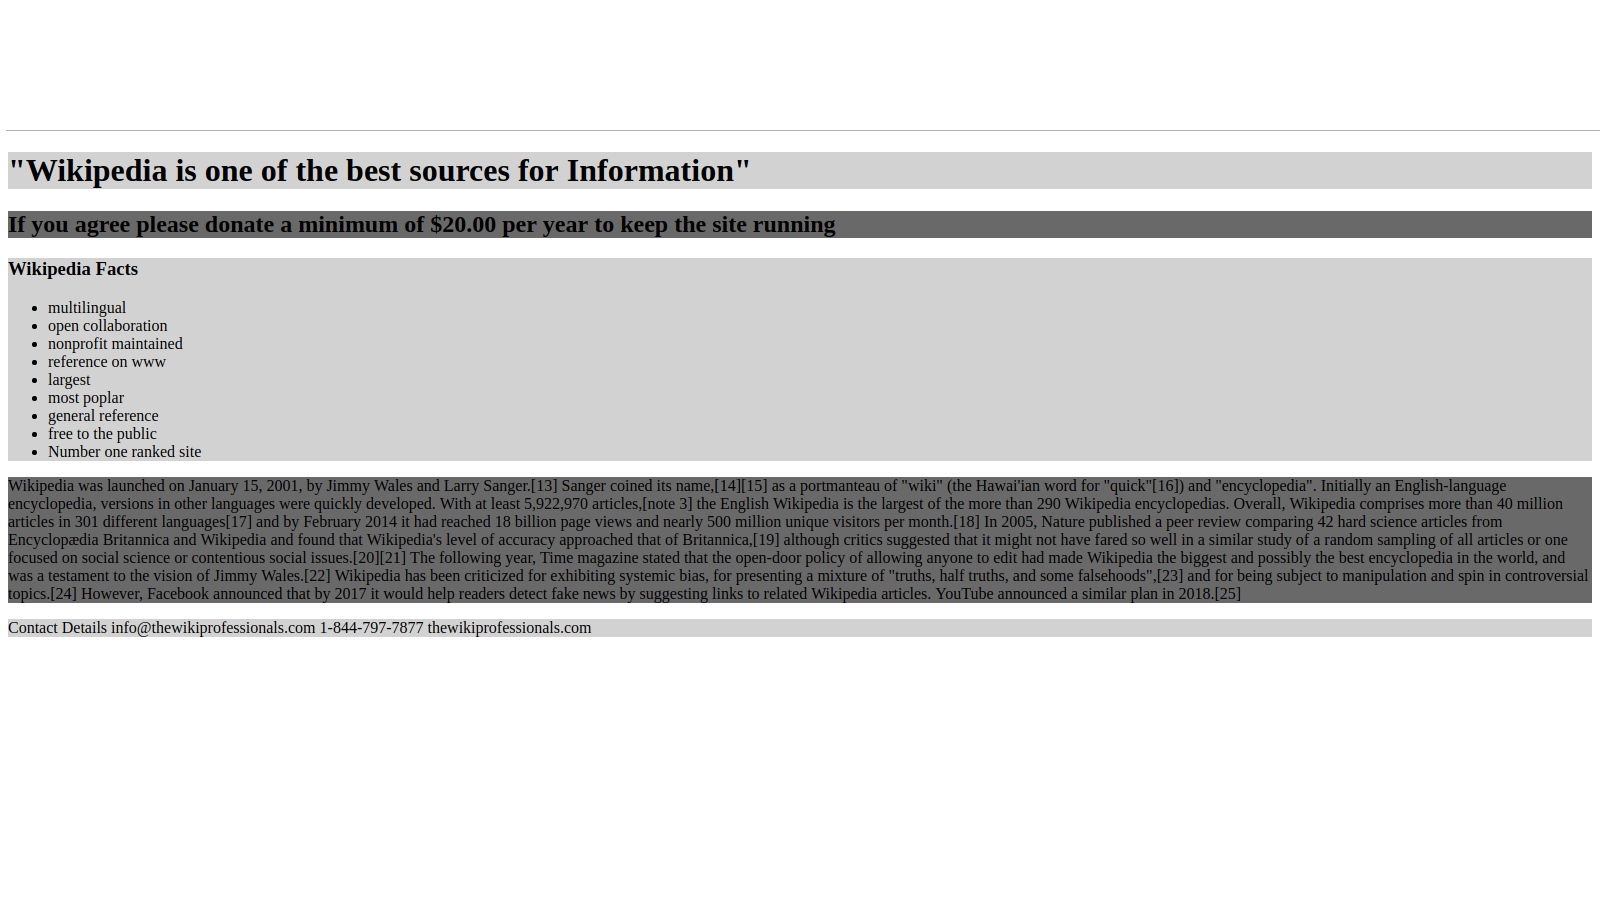 "Wikipedia is one of the best sources for Information"
If you agree please donate a minimum of $20.00 per year to keep the site running
Wikipedia Facts
multilingual
open collaboration
nonprofit maintained
reference on www
largest
most poplar
general reference
free to the public
Number one ranked site
Wikipedia was launched on January 15, 2001, by Jimmy Wales and Larry Sanger.[13] Sanger coined its name,[14][15] as a portmanteau of "wiki" (the Hawai'ian word for "quick"[16]) and "encyclopedia". Initially an English-language
encyclopedia, versions in other languages were quickly developed. With at least 5,922,970 articles,[note 3] the English Wikipedia is the largest of the more than 290 Wikipedia encyclopedias. Overall, Wikipedia comprises more than 40 million
articles in 301 different languages[17] and by February 2014 it had reached 18 billion page views and nearly 500 million unique visitors per month.[18] In 2005, Nature published a peer review comparing 42 hard science articles from
Encyclopædia Britannica and Wikipedia and found that Wikipedia's level of accuracy approached that of Britannica,[19] although critics suggested that it might not have fared so well in a similar study of a random sampling of all articles or one
focused on social science or contentious social issues.[20][21] The following year, Time magazine stated that the open-door policy of allowing anyone to edit had made Wikipedia the biggest and possibly the best encyclopedia in the world, and
was a testament to the vision of Jimmy Wales.[22] Wikipedia has been criticized for exhibiting systemic bias, for presenting a mixture of "truths, half truths, and some falsehoods",[23] and for being subject to manipulation and spin in controversial
topics.[24] However, Facebook announced that by 2017 it would help readers detect fake news by suggesting links to related Wikipedia articles. YouTube announced a similar plan in 2018.[25]
Contact Details info@thewikiprofessionals.com 1-844-797-7877 thewikiprofessionals.com